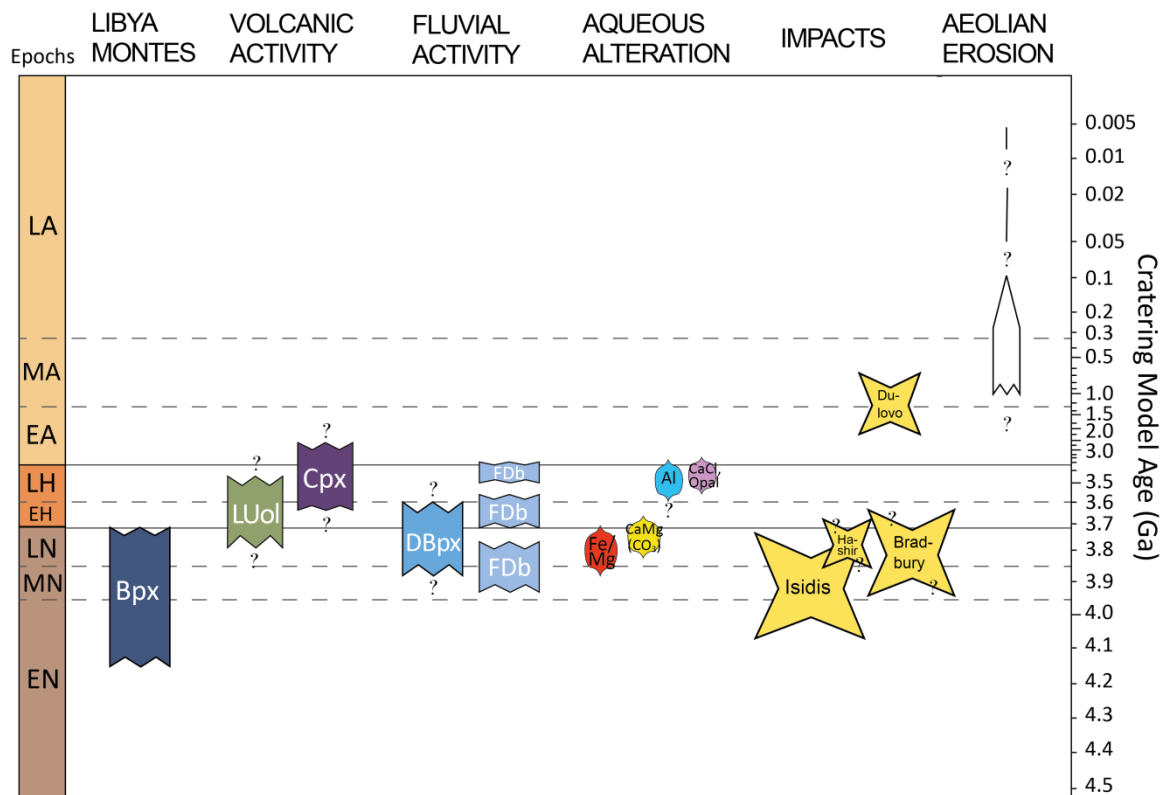 LIBYA
MONTES
VOLCANIC
ACTIVITY
FLUVIAL
ACTIVITY
AQUEOUS
ALTERATION
IMPACTS
AEOLIAN
EROSION
Epochs
LA
MA
EA
LH
EH
LN
MN
EN
Bpx
?
LUol
?
?
Cpx
?
?
DBpx
?
FDb
FDb
FDb
Fe/
Mg
CaMg
(CO₃)
Al
?
CaCl
Opal
Isidis
?
Ha-
shir
?
?
Brad-
bury
?
Du-
lovo
?
?
?
0.005
0.01
0.02
0.05
0.1
0.2
0.3
0.5
1.0
1.5
2.0
3.0
3.5
3.6
3.7
3.8
3.9
4.0
4.1
4.2
4.3
4.4
4.5
Cratering Model Age (Ga)